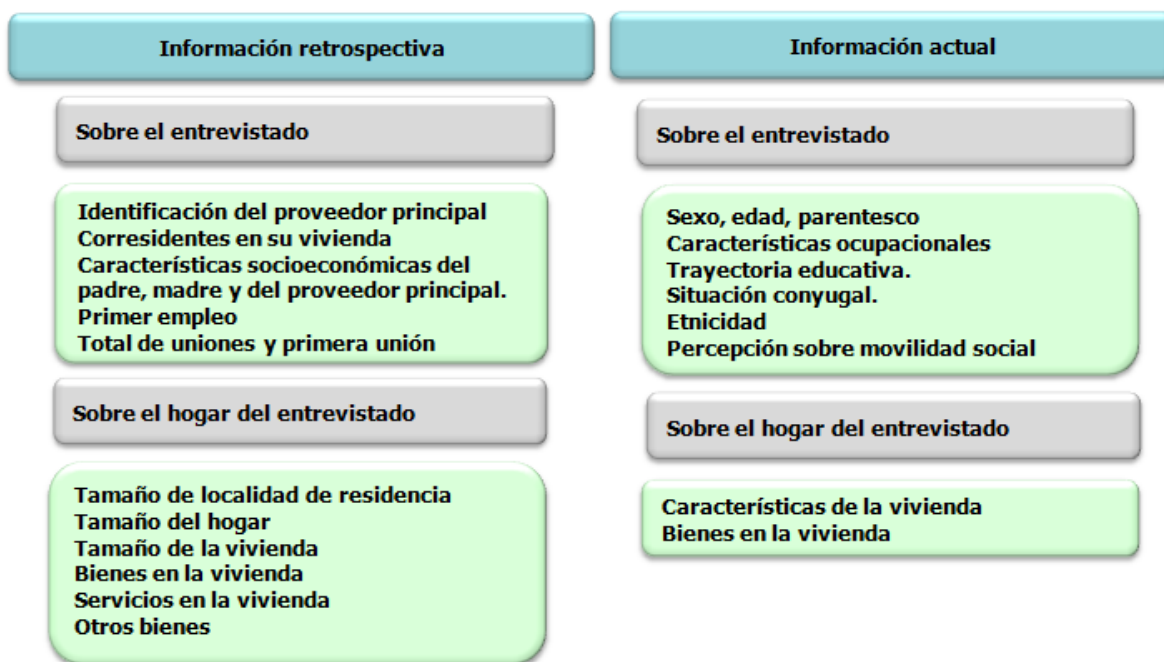 Información retrospectiva
Sobre el entrevistado
Identificación del proveedor principal
Corresidentes en su vivienda
Características socioeconómicas del
padre, madre y del proveedor principal.
Primer empleo
Total de uniones y primera unión
Sobre el hogar del entrevistado
Tamaño de localidad de residencia
Tamaño del hogar
Tamaño de la vivienda
Bienes en la vivienda
Servicios en la vivienda
Otros bienes
Información actual
Sobre el entrevistado
Sexo, edad, parentesco
Características ocupacionales
Trayectoria educativa.
Situación conyugal.
Etnicidad
Percepción sobre movilidad social
Sobre el hogar del entrevistado
Características de la vivienda
Bienes en la vivienda